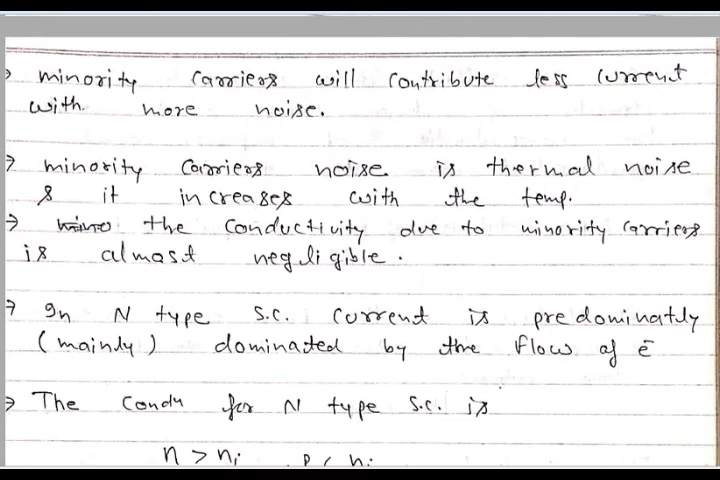 → minority carriers will contribute less current
with more noise.
→ minority carriers noise is thermal noise
& it increases with the temp.
→ the conductivity due to minority carriers
is almost negligible.
→ In N type s.c. current is predominatly
(mainly) dominated by the flow of ē
→ The condn for N type s.c. is
n > ni p < ni